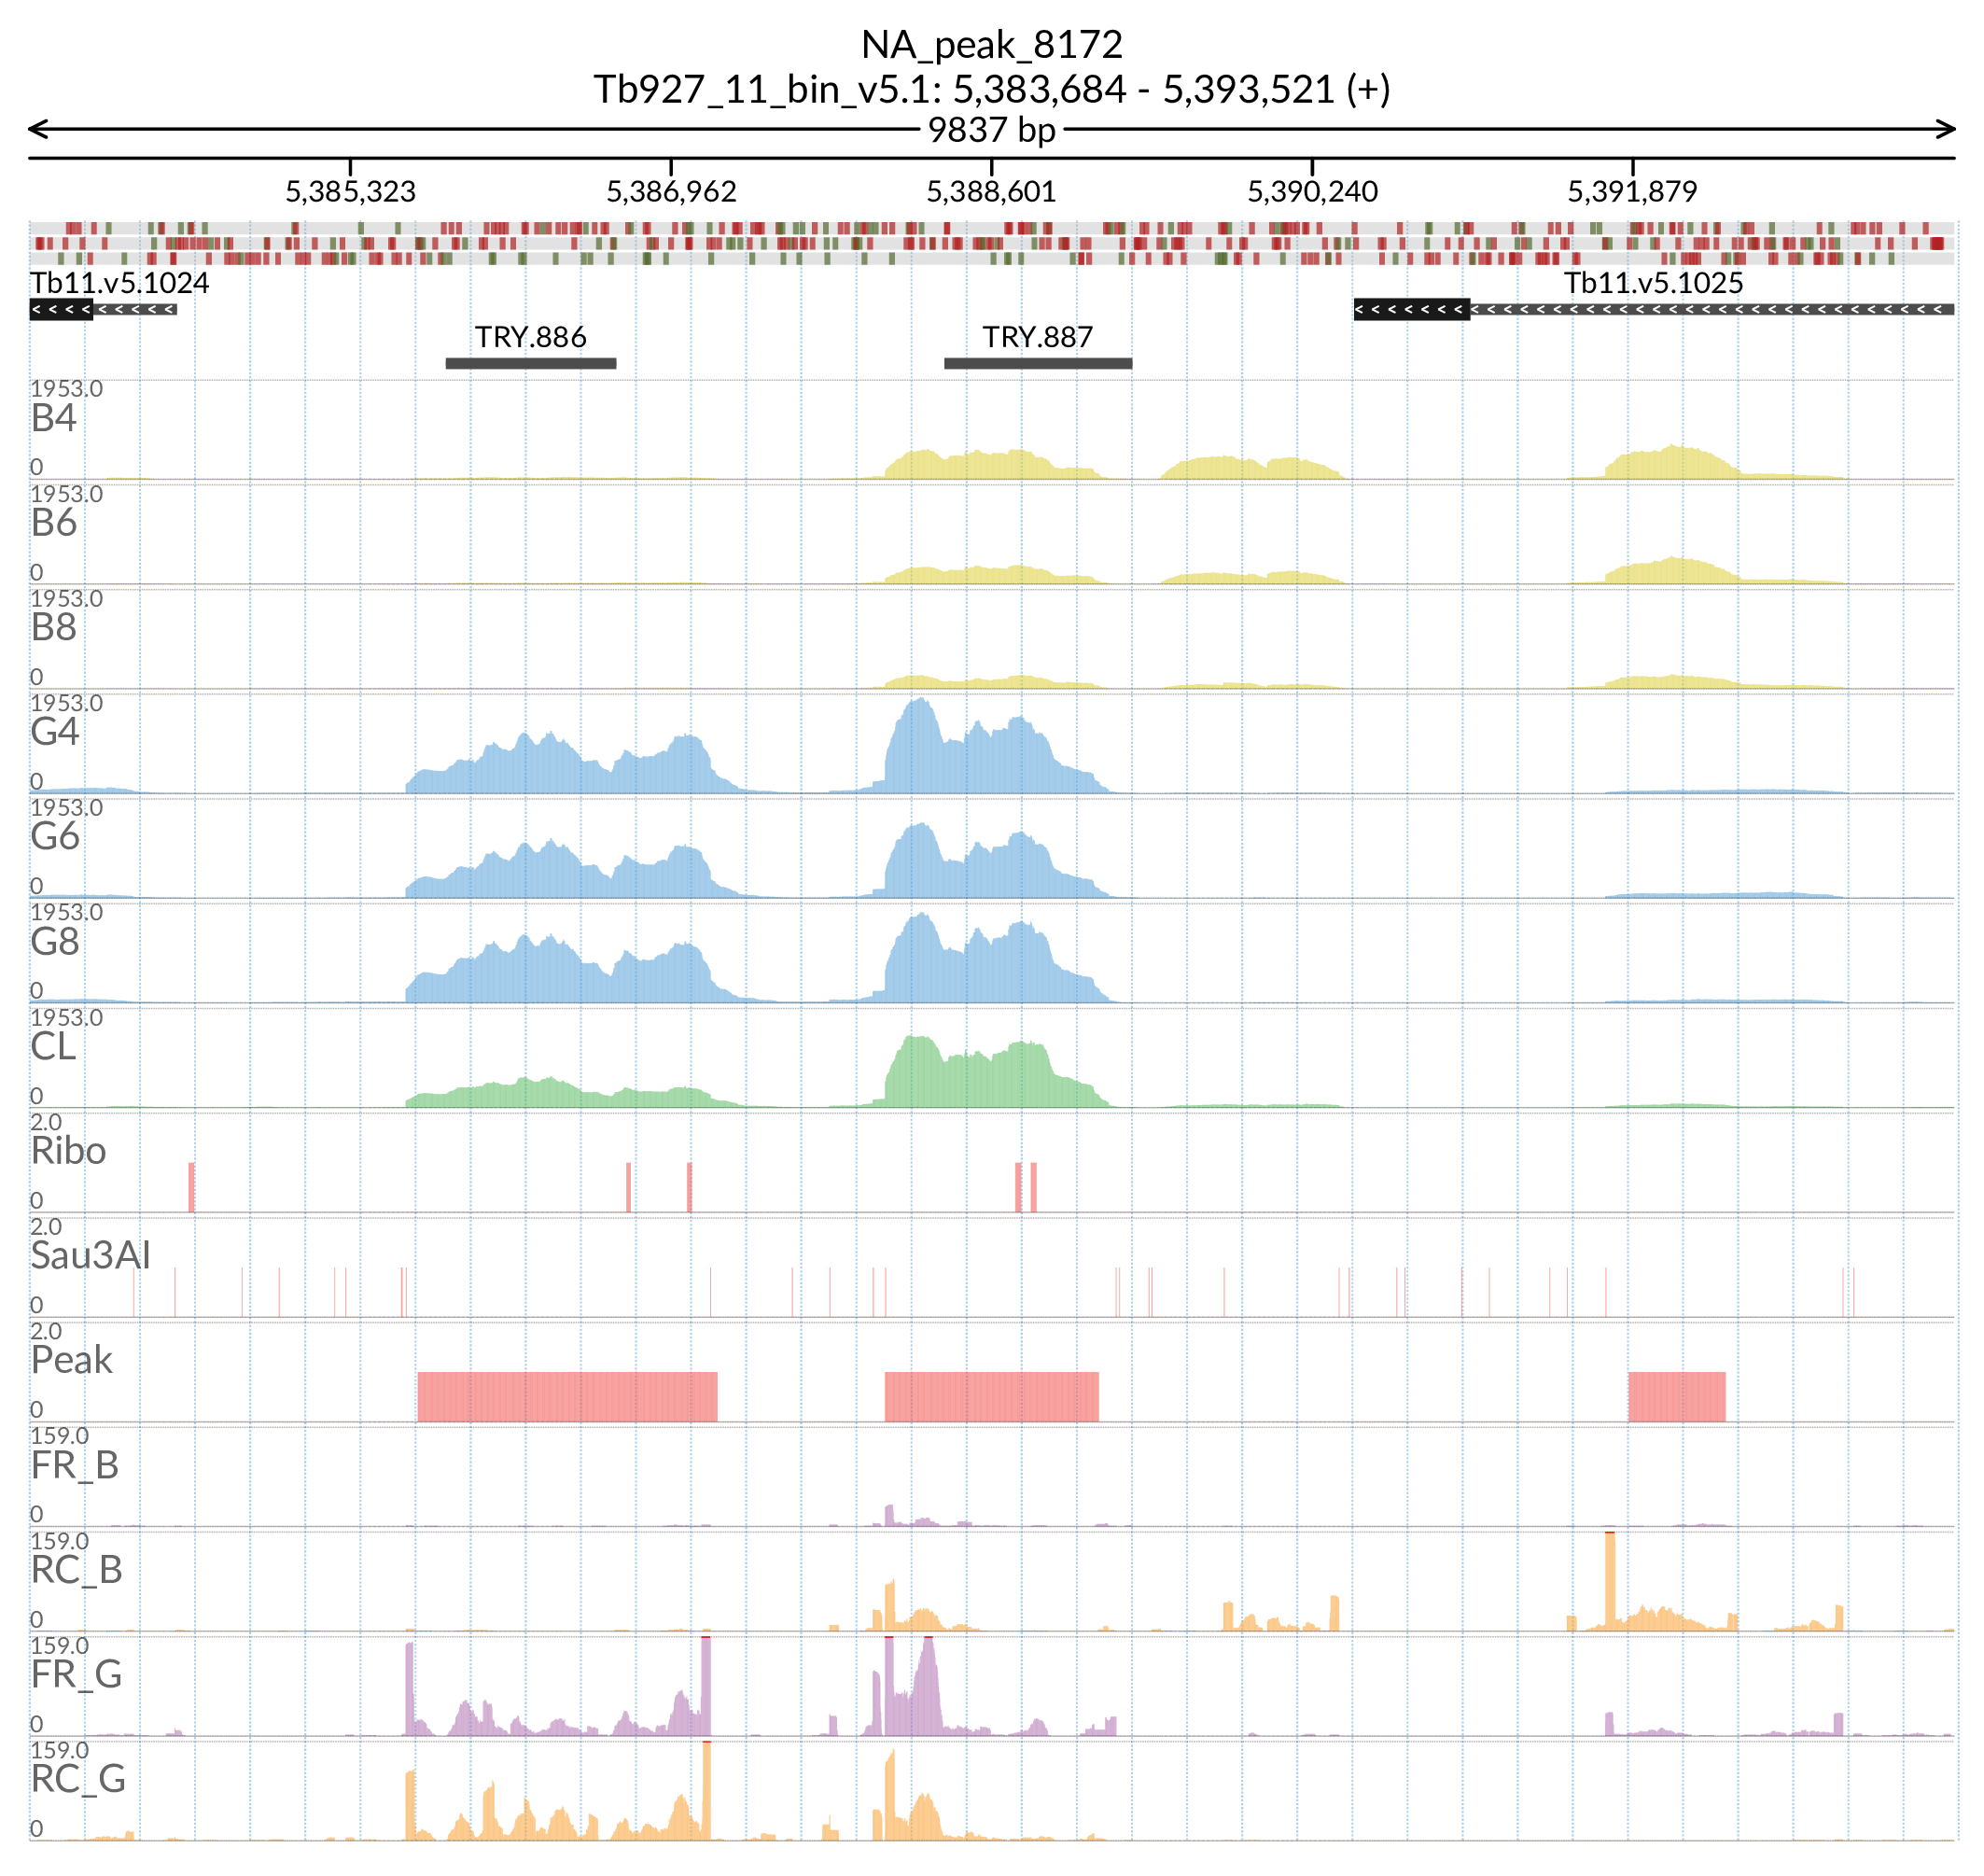 NA_peak_8172
Tb927_11_bin_v5.1: 5,383,684 - 5,393,521 (+)
9837 bp
5,385,323 5,386,962 5,388,601 5,390,240 5,391,879
Tb11.v5.1024 Tb11.v5.1025
TRY.886 TRY.887
1953.0
B4
0
1953.0
B6
0
1953.0
B8
0
1953.0
G4
0
1953.0
G6
0
1953.0
G8
0
1953.0
CL
0
2.0
Ribo
0
2.0
Sau3AI
0
2.0
Peak
0
159.0
FR_B
0
159.0
RC_B
0
159.0
FR_G
0
159.0
RC_G
0